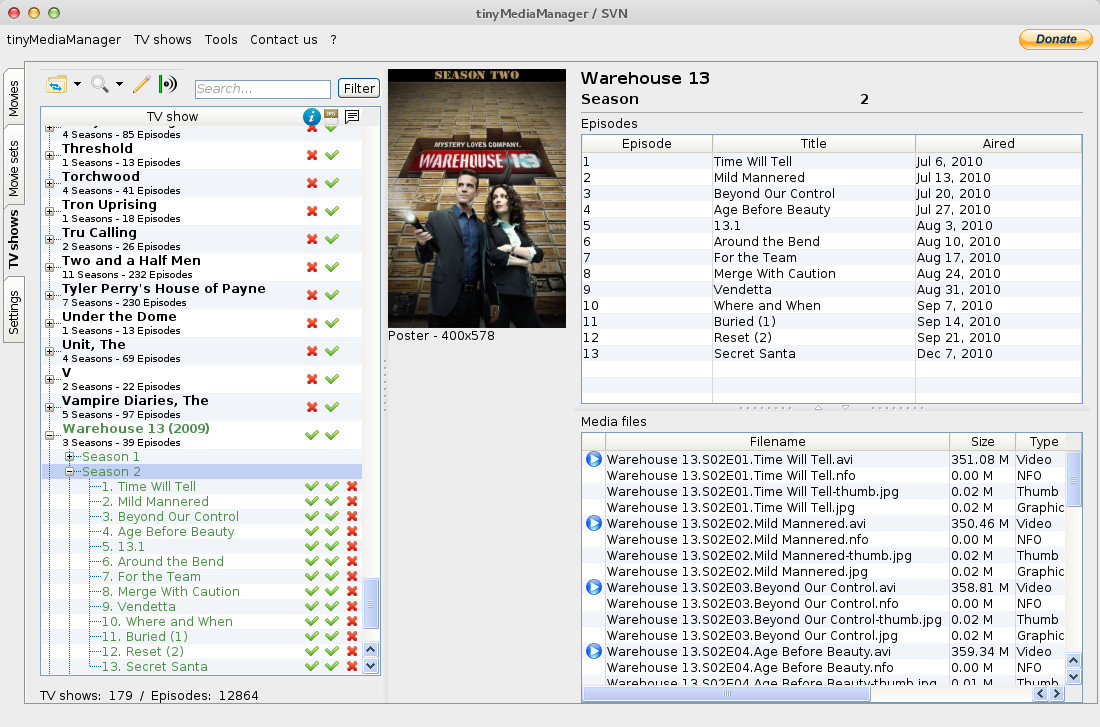 tinyMediaManager / SVN
tinyMediaManager TV shows Tools Contact us ?
Donate
Movies
Movie sets
TV shows
Settings
Search...
Filter
TV show
4 Seasons - 85 Episodes
Threshold
1 Seasons - 13 Episodes
Torchwood
4 Seasons - 41 Episodes
Tron Uprising
1 Seasons - 18 Episodes
Tru Calling
2 Seasons - 26 Episodes
Two and a Half Men
11 Seasons - 232 Episodes
Tyler Perry's House of Payne
7 Seasons - 230 Episodes
Under the Dome
1 Seasons - 13 Episodes
Unit, The
4 Seasons - 69 Episodes
V
2 Seasons - 22 Episodes
Vampire Diaries, The
5 Seasons - 97 Episodes
Warehouse 13 (2009)
3 Seasons - 39 Episodes
Season 1
Season 2
1. Time Will Tell
2. Mild Mannered
3. Beyond Our Control
4. Age Before Beauty
5. 13.1
6. Around the Bend
7. For the Team
8. Merge With Caution
9. Vendetta
10. Where and When
11. Buried (1)
12. Reset (2)
13. Secret Santa
TV shows: 179 / Episodes: 12864
SEASON TWO
MYSTERY LOVES COMPANY.
WAREHOUSE 13
Poster - 400x578
Warehouse 13
Season 2
Episodes
Episode Title Aired
1 Time Will Tell Jul 6, 2010
2 Mild Mannered Jul 13, 2010
3 Beyond Our Control Jul 20, 2010
4 Age Before Beauty Jul 27, 2010
5 13.1 Aug 3, 2010
6 Around the Bend Aug 10, 2010
7 For the Team Aug 17, 2010
8 Merge With Caution Aug 24, 2010
9 Vendetta Aug 31, 2010
10 Where and When Sep 7, 2010
11 Buried (1) Sep 14, 2010
12 Reset (2) Sep 21, 2010
13 Secret Santa Dec 7, 2010
Media files
Filename Size Type
Warehouse 13.S02E01.Time Will Tell.avi 351.08 M Video
Warehouse 13.S02E01.Time Will Tell.nfo 0.00 M NFO
Warehouse 13.S02E01.Time Will Tell-thumb.jpg 0.02 M Thumb
Warehouse 13.S02E01.Time Will Tell.jpg 0.02 M Graphic
Warehouse 13.S02E02.Mild Mannered.avi 350.46 M Video
Warehouse 13.S02E02.Mild Mannered.nfo 0.00 M NFO
Warehouse 13.S02E02.Mild Mannered-thumb.jpg 0.02 M Thumb
Warehouse 13.S02E02.Mild Mannered.jpg 0.02 M Graphic
Warehouse 13.S02E03.Beyond Our Control.avi 358.81 M Video
Warehouse 13.S02E03.Beyond Our Control.nfo 0.00 M NFO
Warehouse 13.S02E03.Beyond Our Control-thumb.jpg 0.02 M Thumb
Warehouse 13.S02E03.Beyond Our Control.jpg 0.02 M Graphic
Warehouse 13.S02E04.Age Before Beauty.avi 359.34 M Video
Warehouse 13.S02E04.Age Before Beauty.nfo 0.00 M NFO
Warehouse 13.S02E04.Age Before Beauty-thumb.jpg 0.01 M Thumb